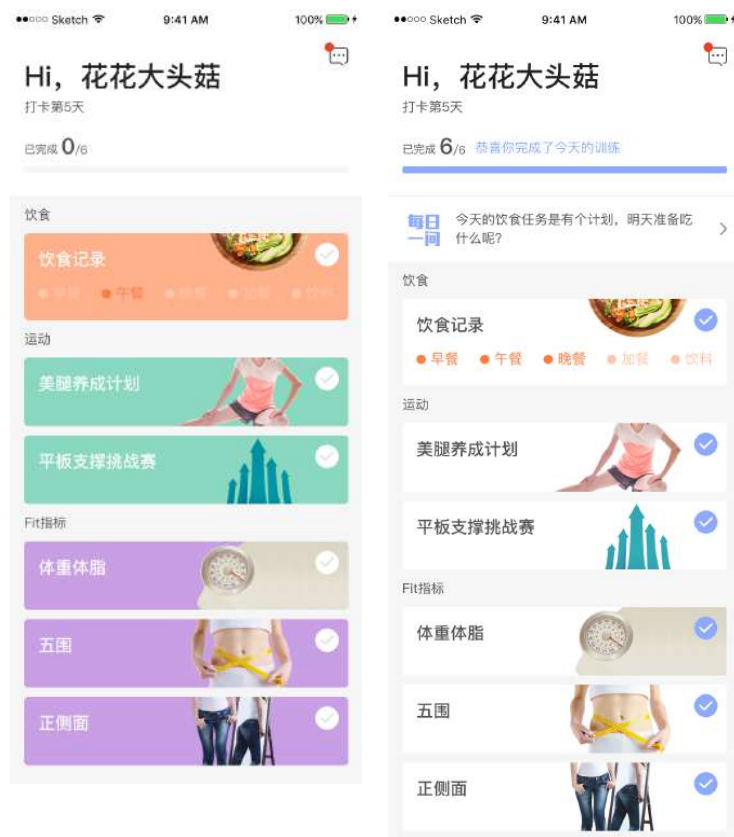 Sketch 9:41 AM 100%
Hi，花花大头菇
打卡第5天
已完成 0/6
饮食
饮食记录
早餐 午餐 晚餐 加餐 饮料
运动
美腿养成计划
平板支撑挑战赛
Fit指标
体重体脂
五围
正侧面
Sketch 9:41 AM 100%
Hi，花花大头菇
打卡第5天
已完成 6/6 恭喜你完成了今天的训练
每日
一问
今天的饮食任务是有个计划，明天准备吃
什么呢?
饮食
饮食记录
早餐 午餐 晚餐 加餐 饮料
运动
美腿养成计划
平板支撑挑战赛
Fit指标
体重体脂
五围
正侧面